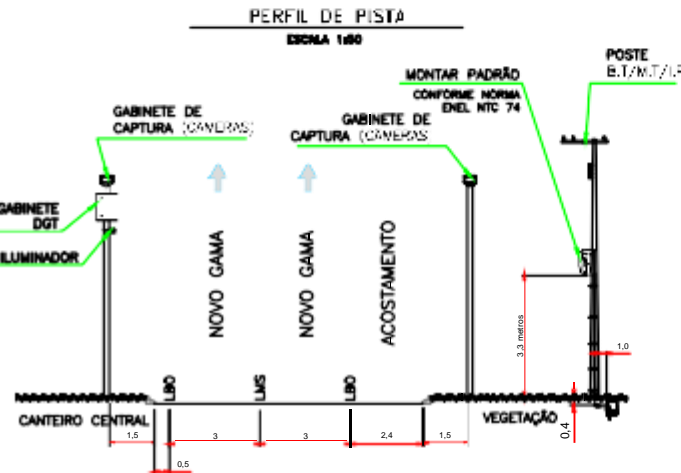 PERFIL DE PISTA
ESCALA 1:50
POSTE
B.T/M.T/I.P
MONTAR PADRÃO
CONFORME NORMA
ENEL NTC 74
GABINETE DE
CAPTURA (CAMERAS)
GABINETE DE
CAPTURA (CAMERAS
GABINETE
DGT
ILUMINADOR
NOVO GAMA
NOVO GAMA
ACOSTAMENTO
3,3 metros
1,0
LBO
LMS
LBO
CANTEIRO CENTRAL
VEGETAÇÃO
0,4
1,5
3
3
2,4
1,5
0,5